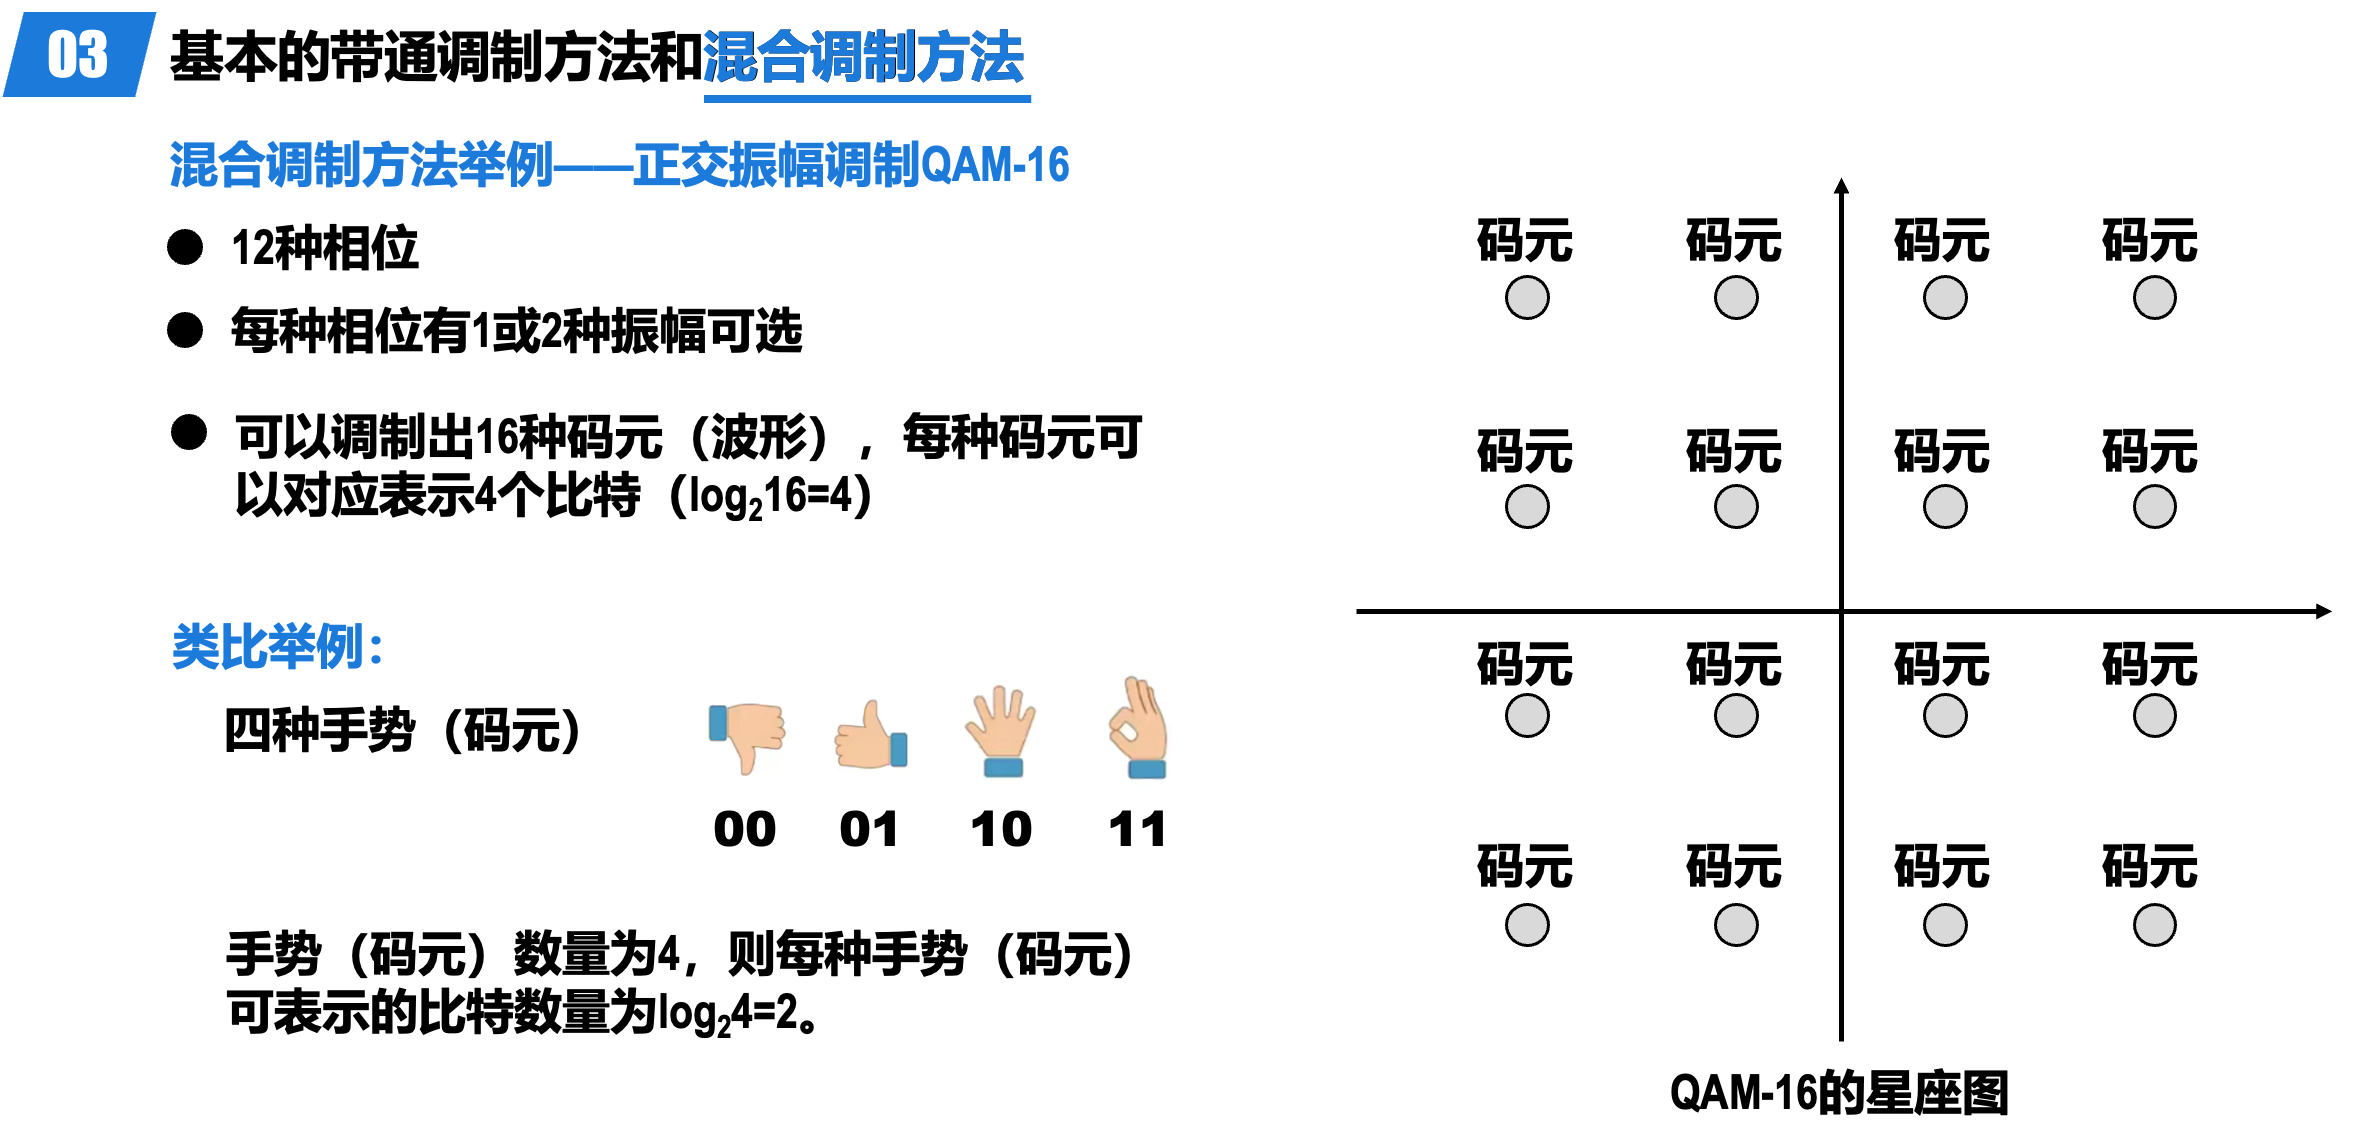 03 基本的带通调制方法和混合调制方法
混合调制方法举例——正交振幅调制QAM-16
● 12种相位
● 每种相位有1或2种振幅可选
● 可以调制出16种码元（波形），每种码元可
以对应表示4个比特（log₂16=4）
类比举例：
四种手势（码元）
00 01 10 11
手势（码元）数量为4，则每种手势（码元）
可表示的比特数量为log₂4=2。
码元 码元 码元 码元
码元 码元 码元 码元
码元 码元 码元 码元
码元 码元 码元 码元
QAM-16的星座图